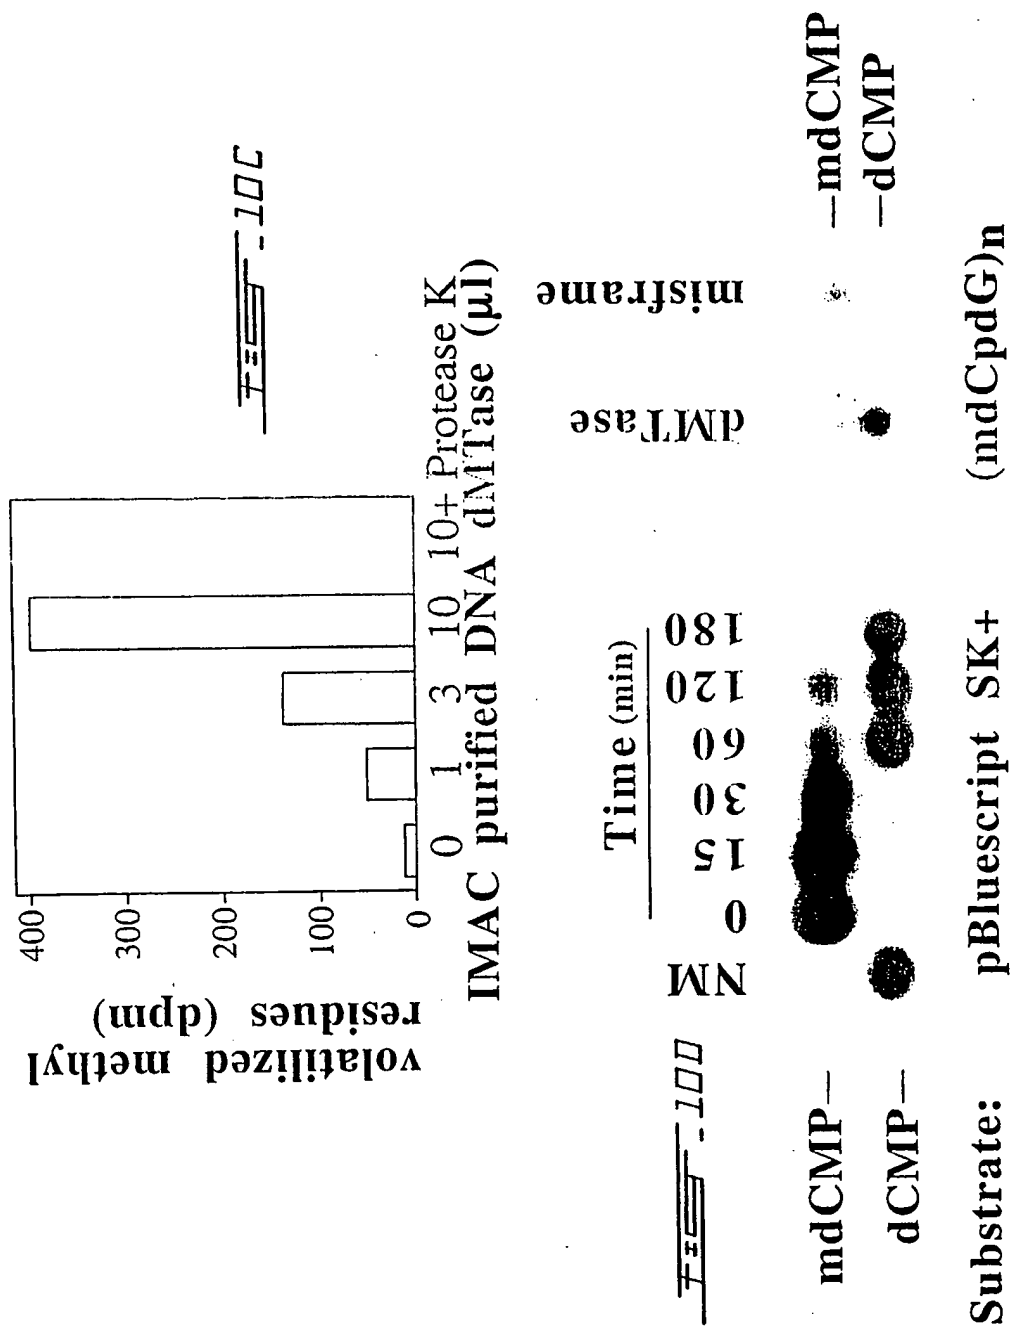 400
300
200
100
0
volatilized methyl
residues (dpm)
0 1 3 10 10+Protease K
IMAC purified DNA dMTase (µl)
FIG-10C
FIG-10D
Time (min)
NM 0 15 30 60 120 180
dMTase
misframe
mdCMP—
dCMP—
—mdCMP
—dCMP
Substrate: pBluescript SK+ (mdCpdG)n